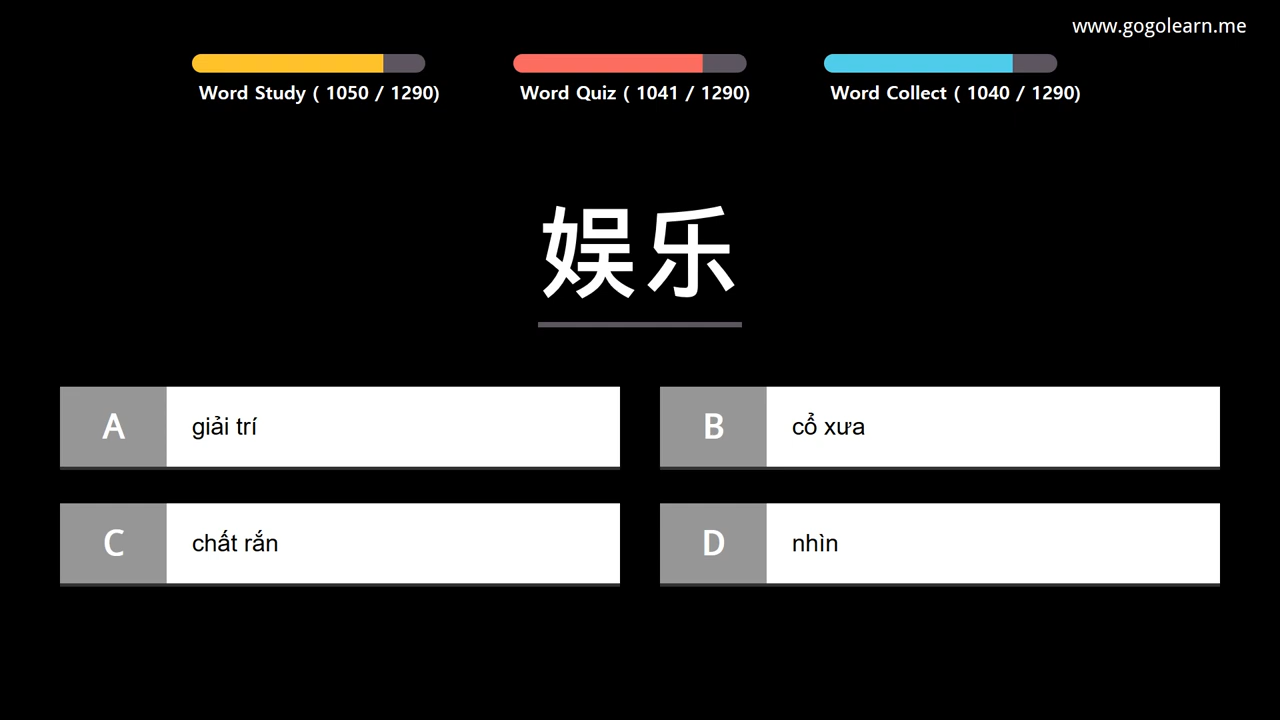 www.gogolearn.me
Word Study ( 1050 / 1290)
Word Quiz ( 1041 / 1290)
Word Collect ( 1040 / 1290)
娱乐
A giải trí
B cổ xưa
C chất rắn
D nhìn